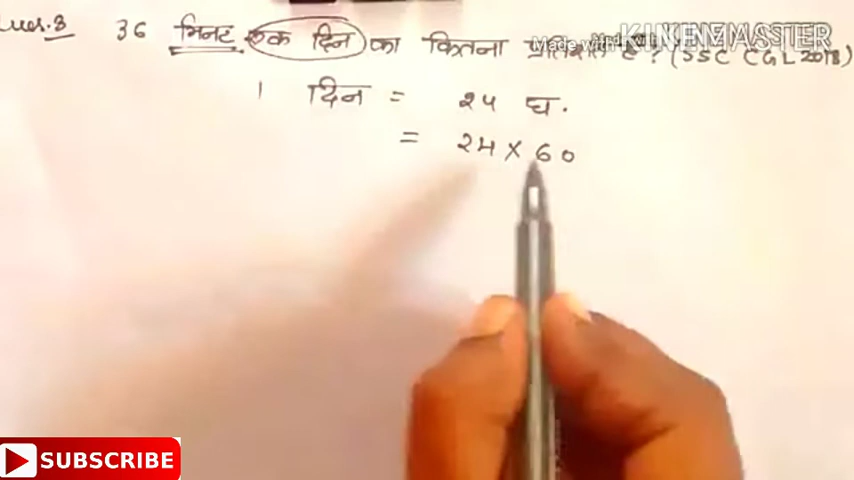 Ques.3 36 मिनट एक दिन का कितना प्रतिशत है? (SSC CGL 2018)
Made with KINEMASTER
1 दिन = 24 घ.
= 24 × 60
SUBSCRIBE